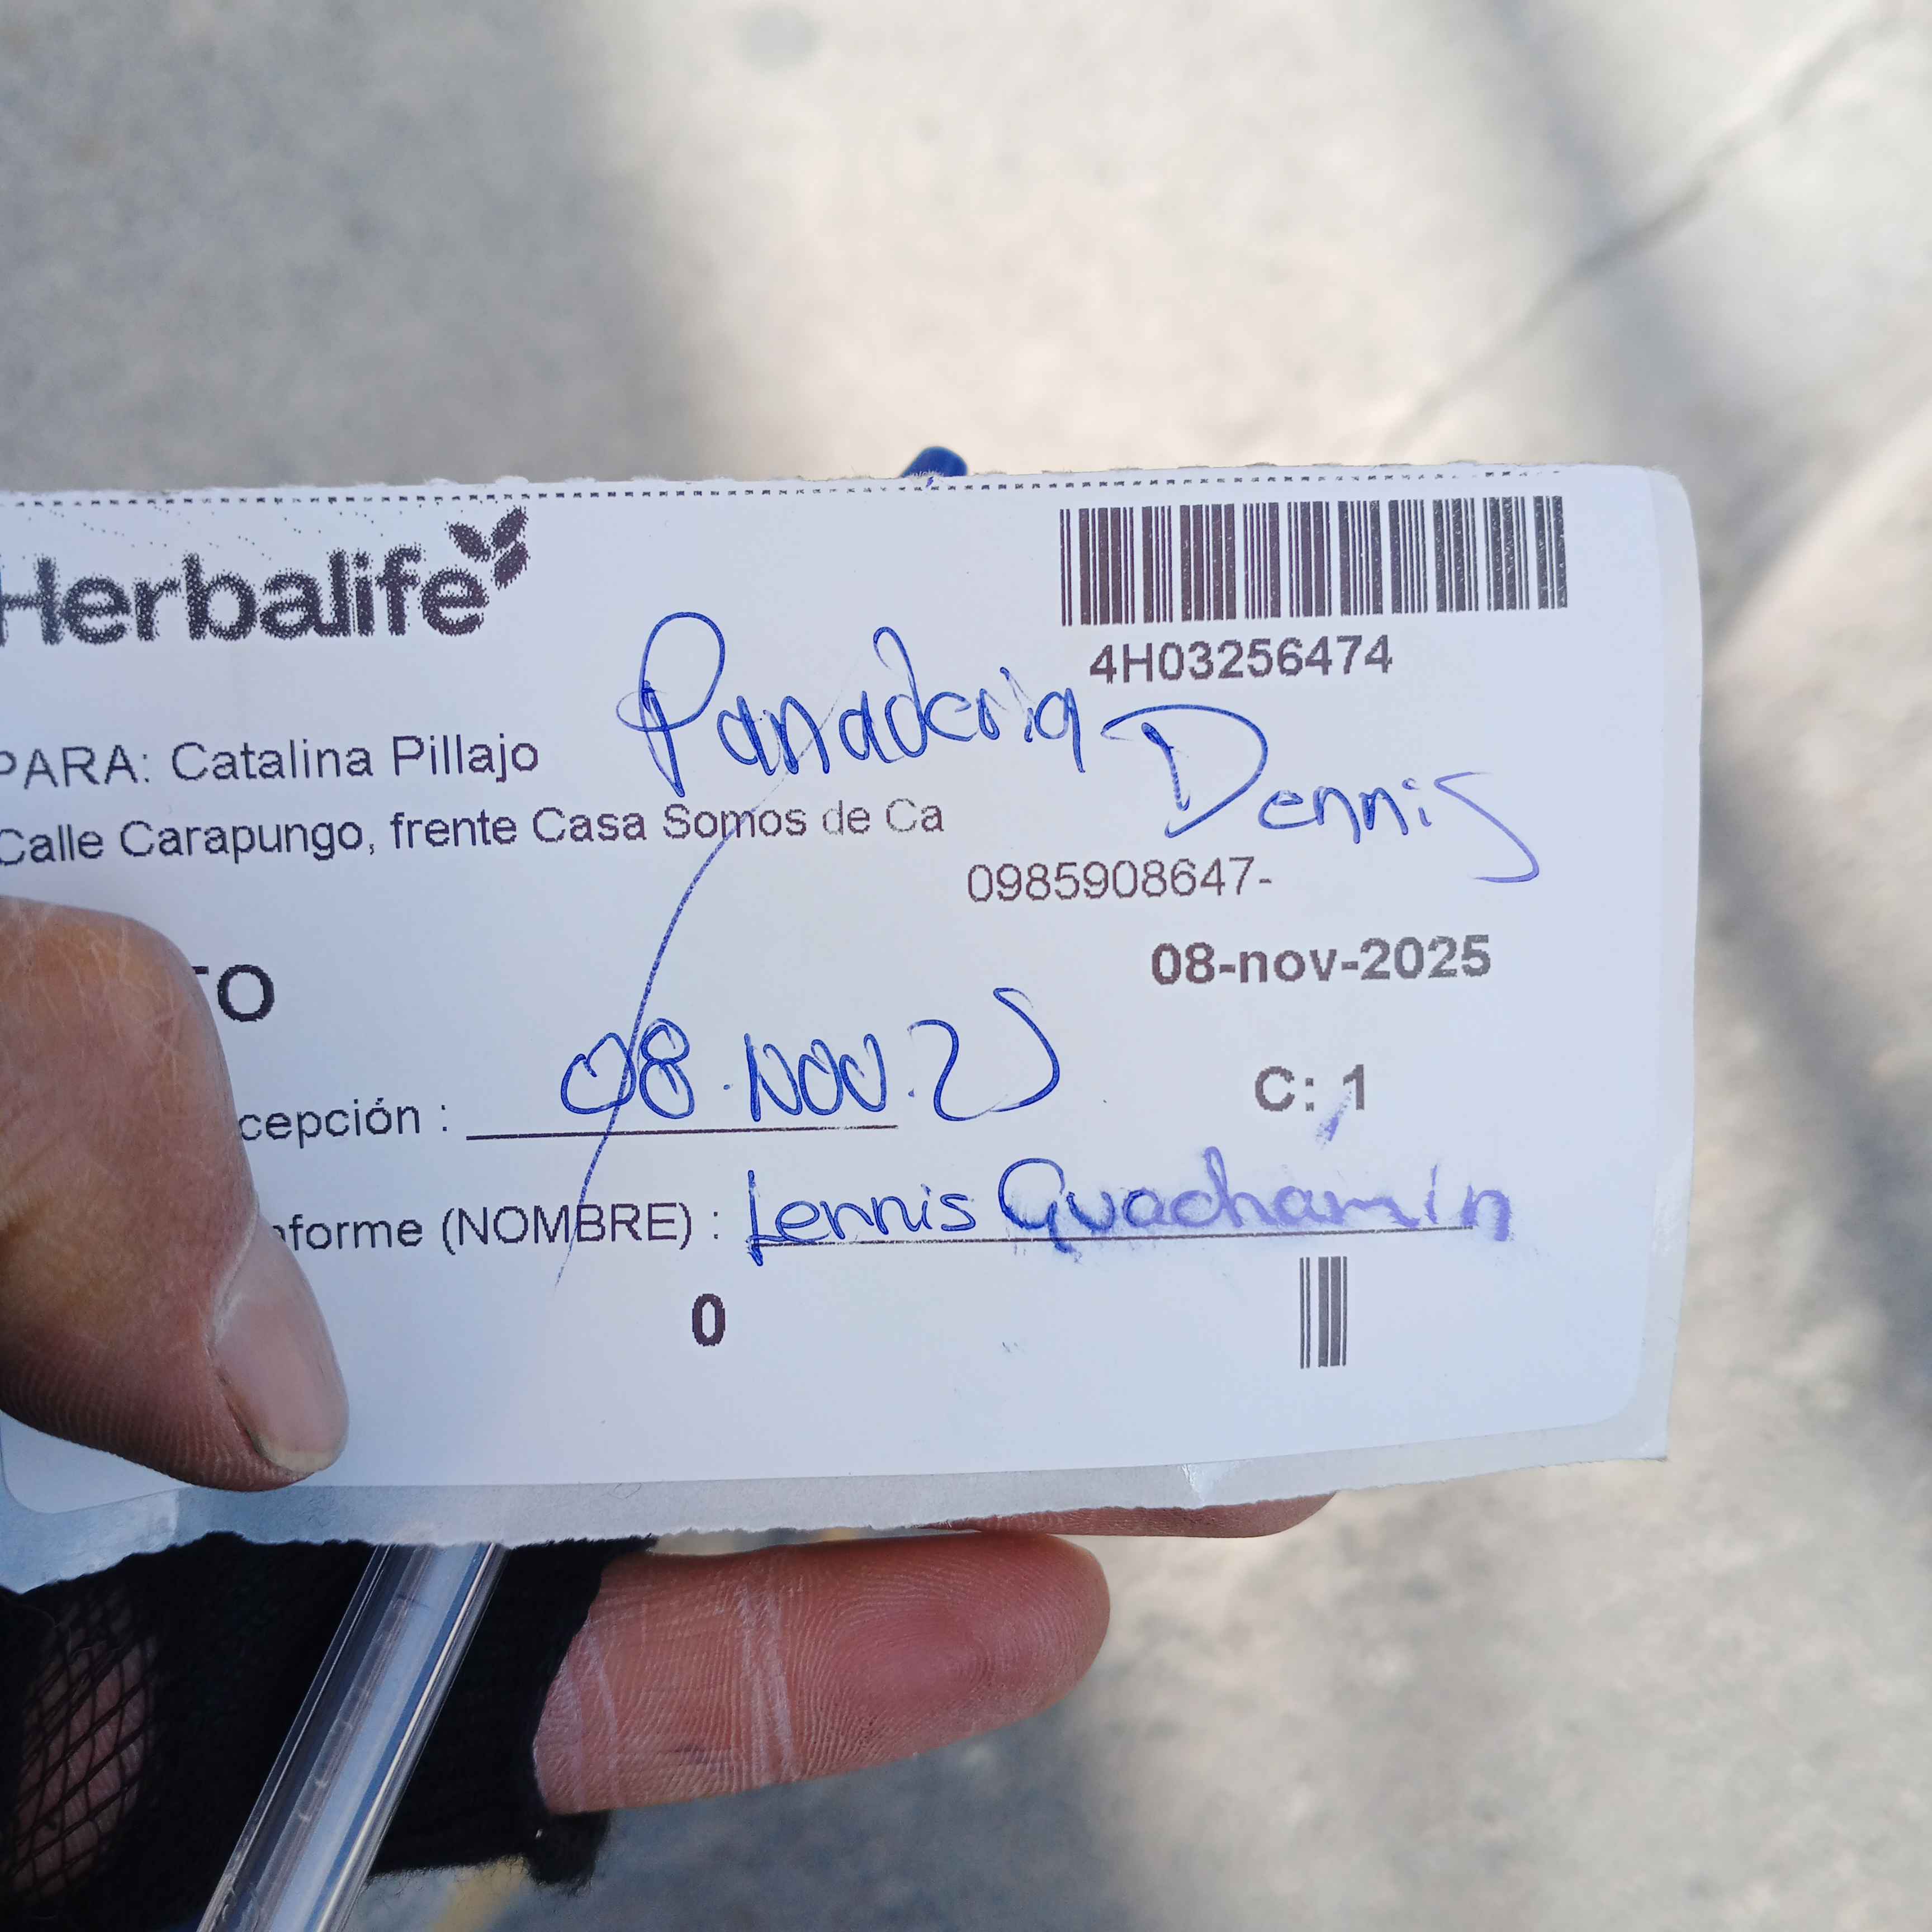 Herbalife
4H03256474
Panaderia Dennis
PARA: Catalina Pillajo
Calle Carapungo, frente Casa Somos de Ca
0985908647-
TO
08-nov-2025
cepción : 08.NOV.25
C: 1
nforme (NOMBRE) : Lennis Guachamín
0